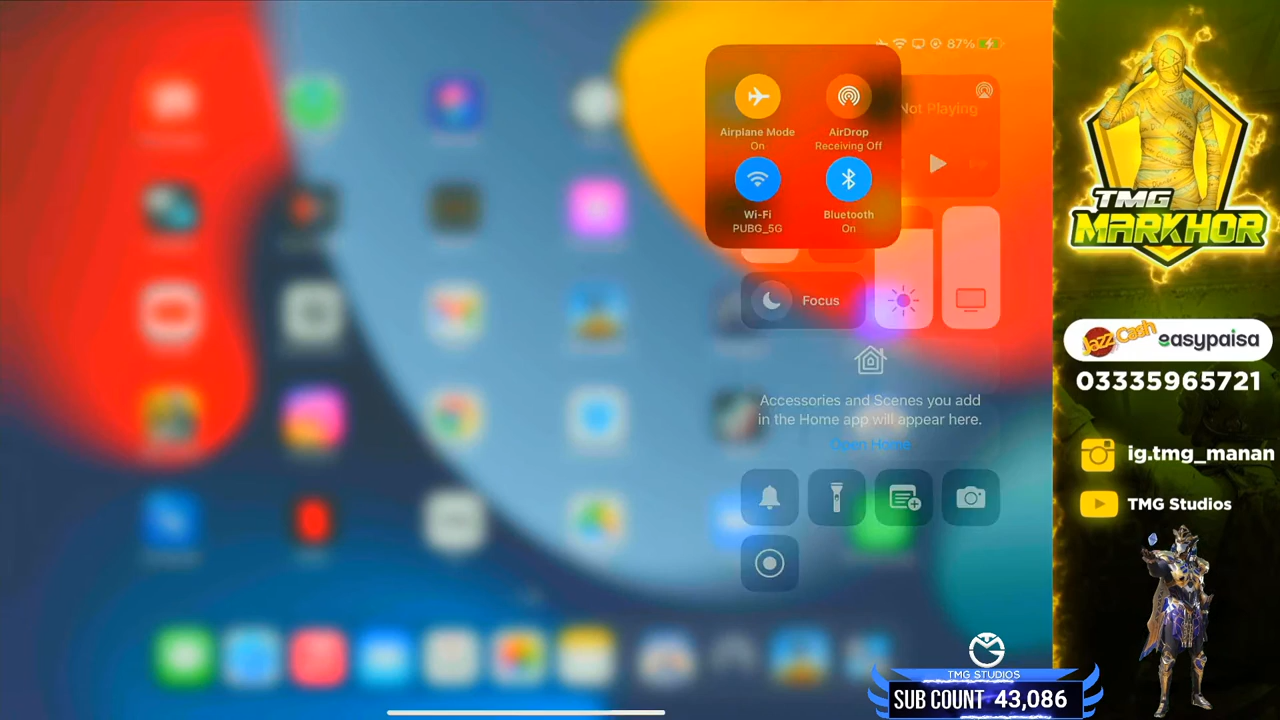 87%
Airplane Mode
On
AirDrop
Receiving Off
Not Playing
Wi-Fi
PUBG_5G
Bluetooth
On
Focus
Accessories and Scenes you add
in the Home app will appear here.
Open Home
TMG
MARKHOR
JazzCash easypaisa
03335965721
ig.tmg_manan
TMG Studios
TMG STUDIOS
SUB COUNT 43,086